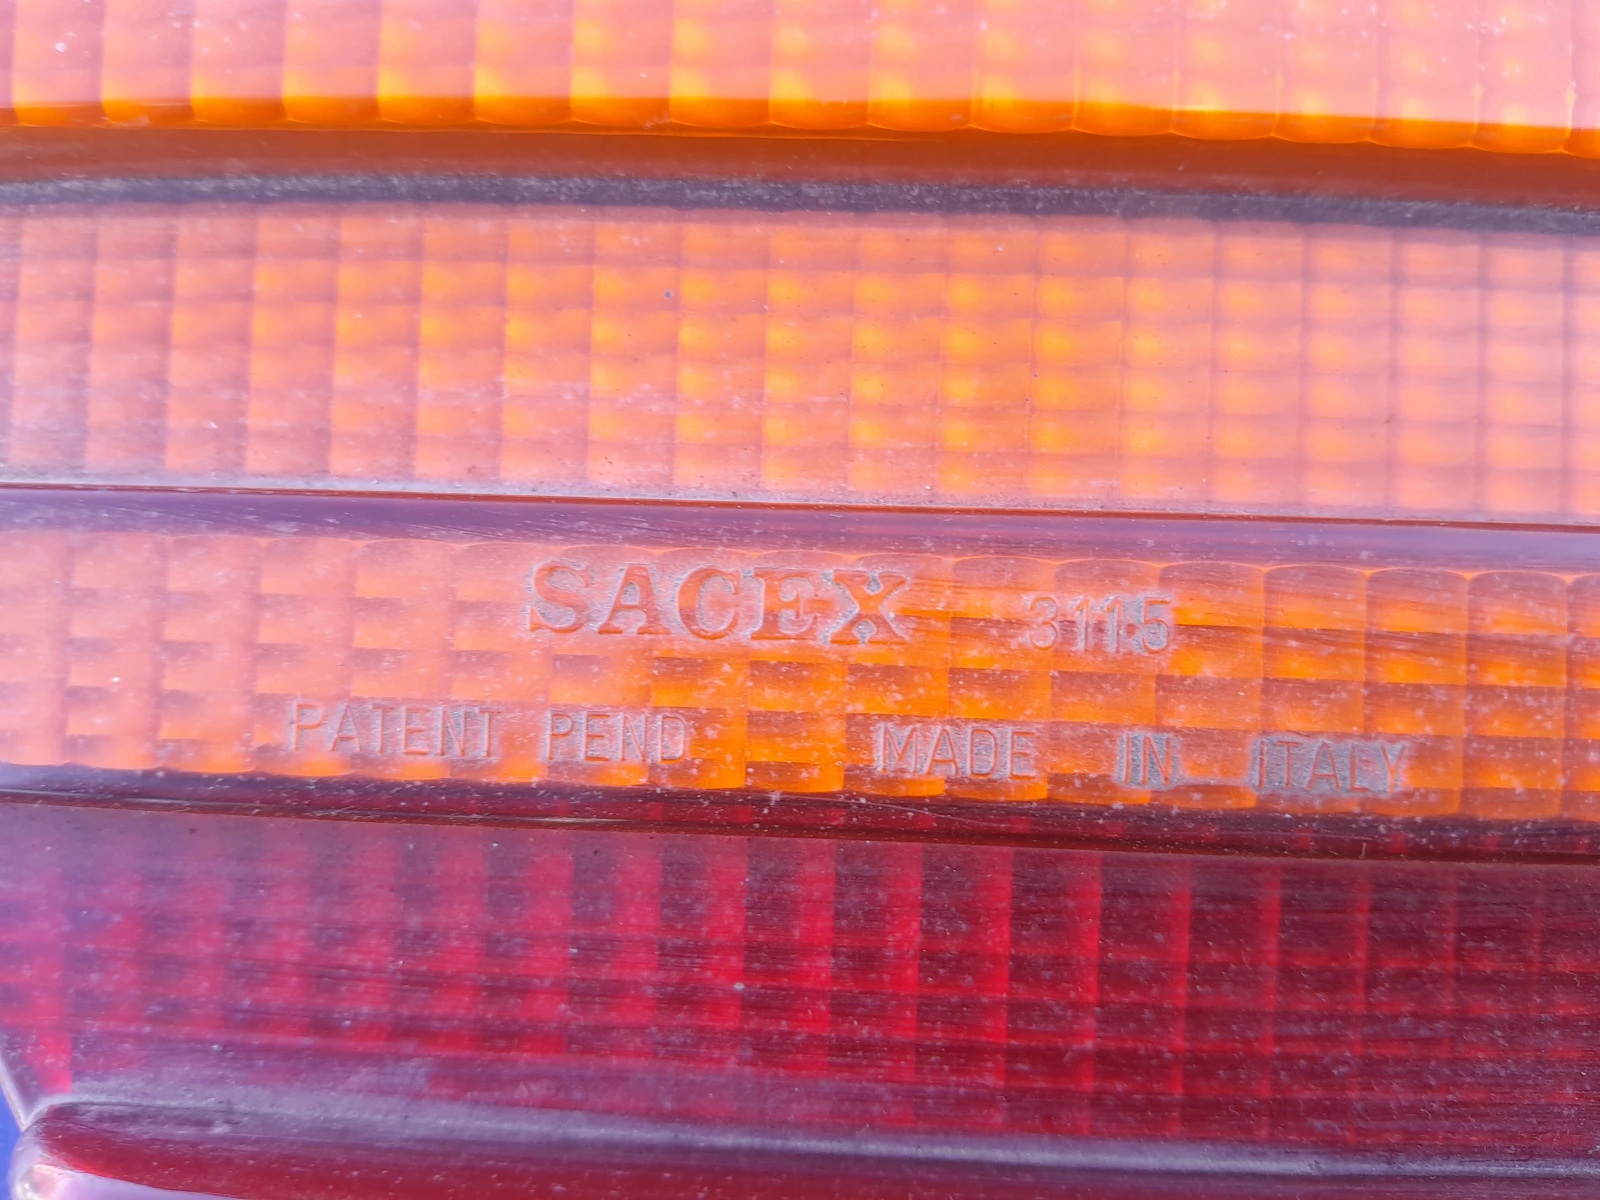 SACEX 3115
PATENT PEND MADE IN ITALY